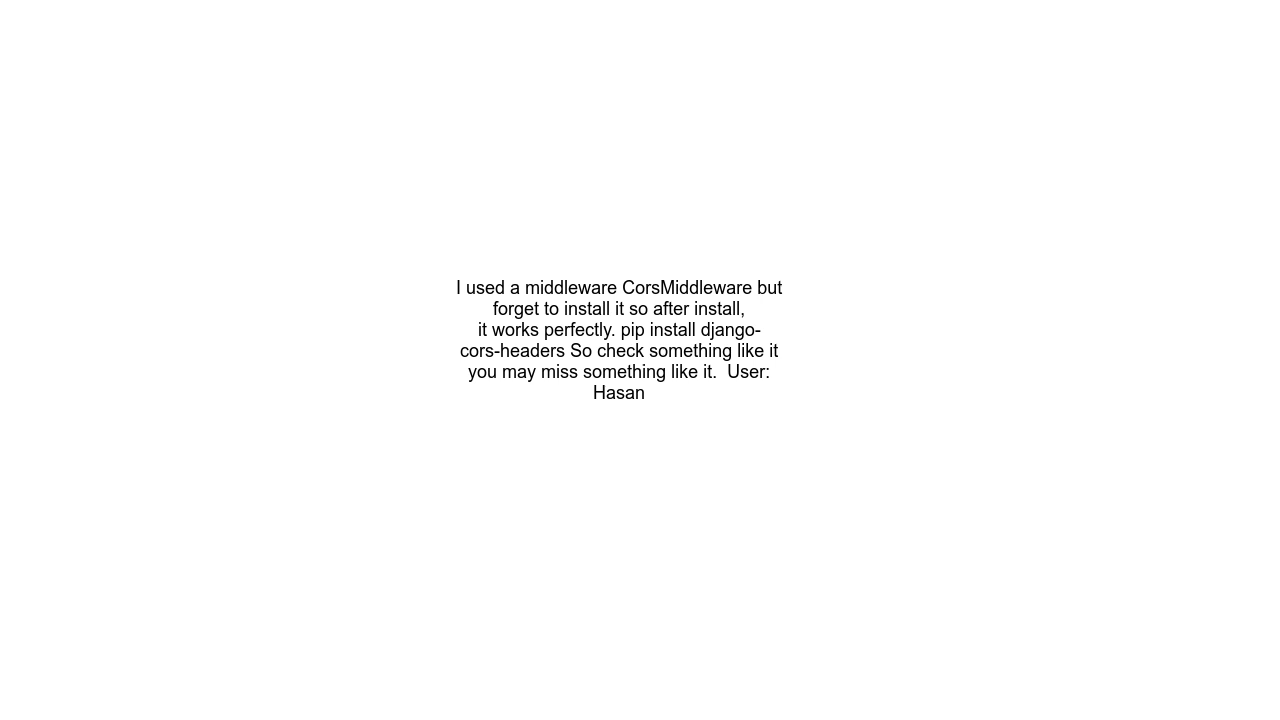 I used a middleware CorsMiddleware but
forget to install it so after install,
it works perfectly. pip install django-
cors-headers So check something like it
you may miss something like it.  User:
Hasan